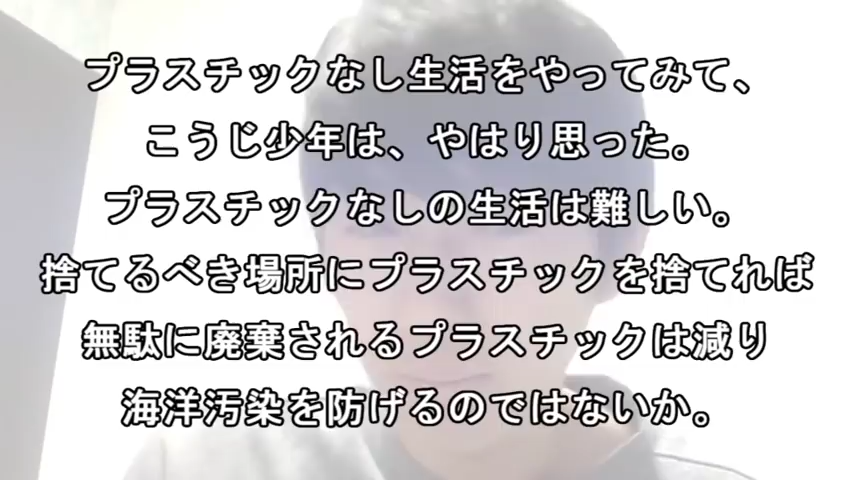 プラスチックなし生活をやってみて、
こうじ少年は、やはり思った。
プラスチックなしの生活は難しい。
捨てるべき場所にプラスチックを捨てれば
無駄に廃棄されるプラスチックは減り
海洋汚染を防げるのではないか。